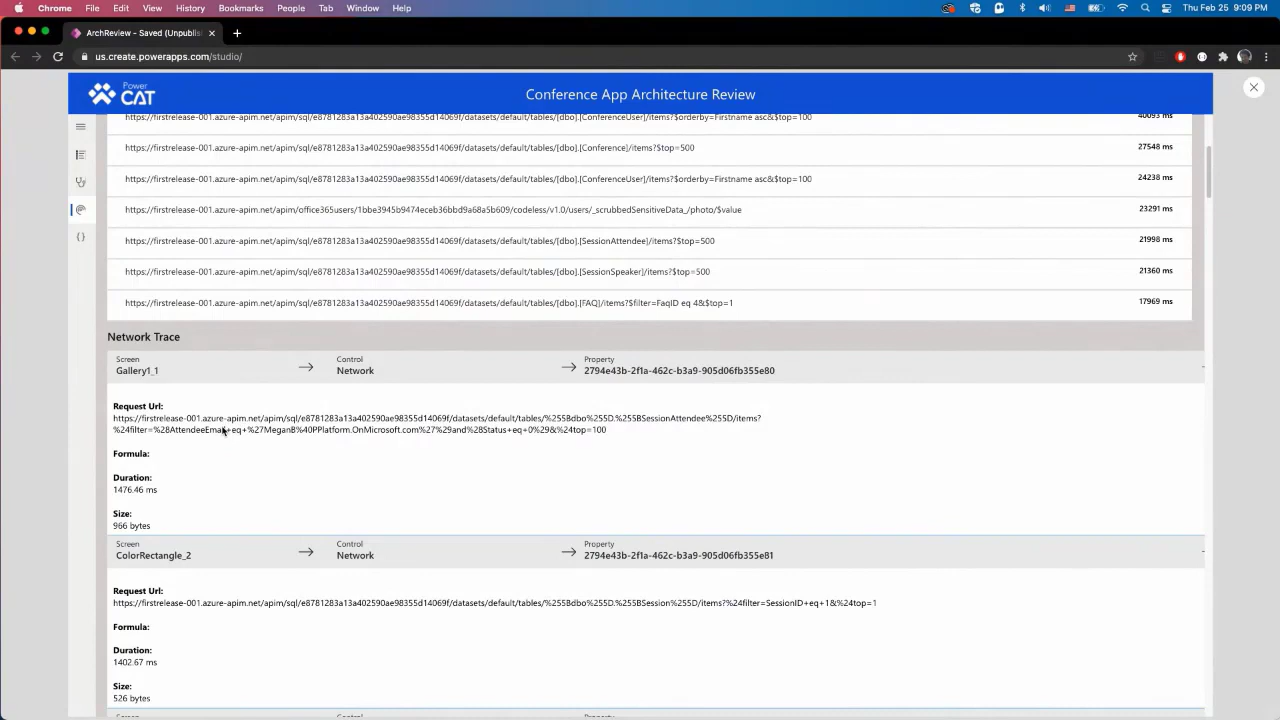 Chrome File Edit View History Bookmarks People Tab Window Help Thu Feb 25 9:09 PM
ArchReview - Saved (Unpublis
us.create.powerapps.com/studio/
Power CAT
Conference App Architecture Review
https://firstrelease-001.azure-apim.net/apim/sql/e8781283a13a402590ae98355d14069f/datasets/default/tables/[dbo].[ConferenceUser]/items?$orderby=Firstname asc&$top=100 40093 ms
https://firstrelease-001.azure-apim.net/apim/sql/e8781283a13a402590ae98355d14069f/datasets/default/tables/[dbo].[Conference]/items?$top=500 27548 ms
https://firstrelease-001.azure-apim.net/apim/sql/e8781283a13a402590ae98355d14069f/datasets/default/tables/[dbo].[ConferenceUser]/items?$orderby=Firstname asc&$top=100 24238 ms
https://firstrelease-001.azure-apim.net/apim/office365users/1bbe3945b9474eceb36bbd9a68a5b609/codeless/v1.0/users/_scrubbedSensitiveData_/photo/$value 23291 ms
https://firstrelease-001.azure-apim.net/apim/sql/e8781283a13a402590ae98355d14069f/datasets/default/tables/[dbo].[SessionAttendee]/items?$top=500 21998 ms
https://firstrelease-001.azure-apim.net/apim/sql/e8781283a13a402590ae98355d14069f/datasets/default/tables/[dbo].[SessionSpeaker]/items?$top=500 21360 ms
https://firstrelease-001.azure-apim.net/apim/sql/e8781283a13a402590ae98355d14069f/datasets/default/tables/[dbo].[FAQ]/items?$filter=FaqID eq 4&$top=1 17969 ms
Network Trace
Screen Control Property
Gallery1_1 Network 2794e43b-2f1a-462c-b3a9-905d06fb355e80
Request Url:
https://firstrelease-001.azure-apim.net/apim/sql/e8781283a13a402590ae98355d14069f/datasets/default/tables/%255Bdbo%255D.%255BSessionAttendee%255D/items?
%24filter=%28AttendeeEmail+eq+%27MeganB%40PPlatform.OnMicrosoft.com%27%29and%28Status+eq+0%29&%24top=100
Formula:
Duration:
1476.46 ms
Size:
966 bytes
Screen Control Property
ColorRectangle_2 Network 2794e43b-2f1a-462c-b3a9-905d06fb355e81
Request Url:
https://firstrelease-001.azure-apim.net/apim/sql/e8781283a13a402590ae98355d14069f/datasets/default/tables/%255Bdbo%255D.%255BSession%255D/items?%24filter=SessionID+eq+1&%24top=1
Formula:
Duration:
1402.67 ms
Size:
526 bytes
Screen Control Property